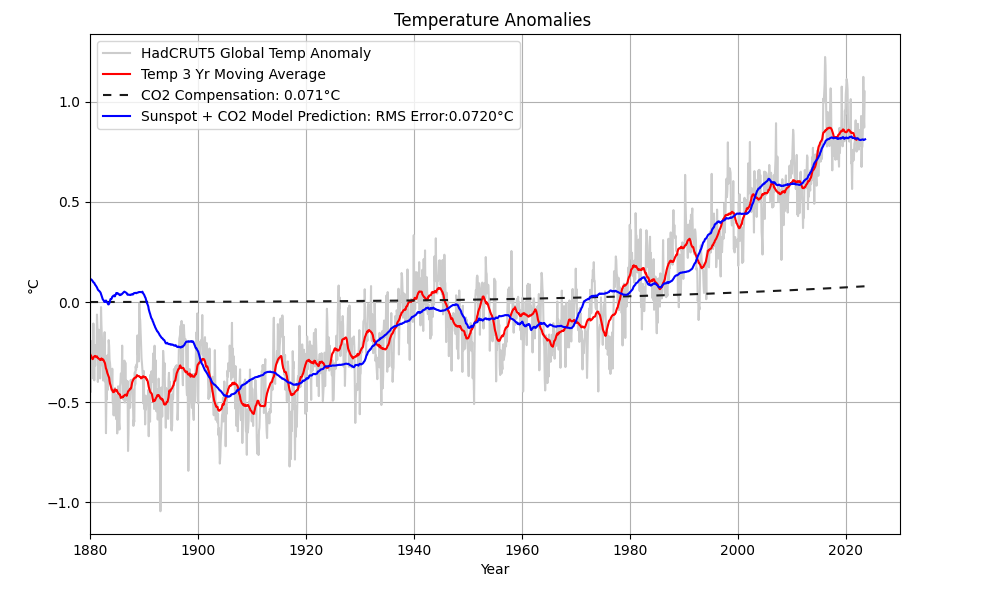 Temperature Anomalies
HadCRUT5 Global Temp Anomaly
Temp 3 Yr Moving Average
CO2 Compensation: 0.071°C
Sunspot + CO2 Model Prediction: RMS Error:0.0720°C
1.0
0.5
0.0
−0.5
−1.0
°C
1880 1900 1920 1940 1960 1980 2000 2020
Year